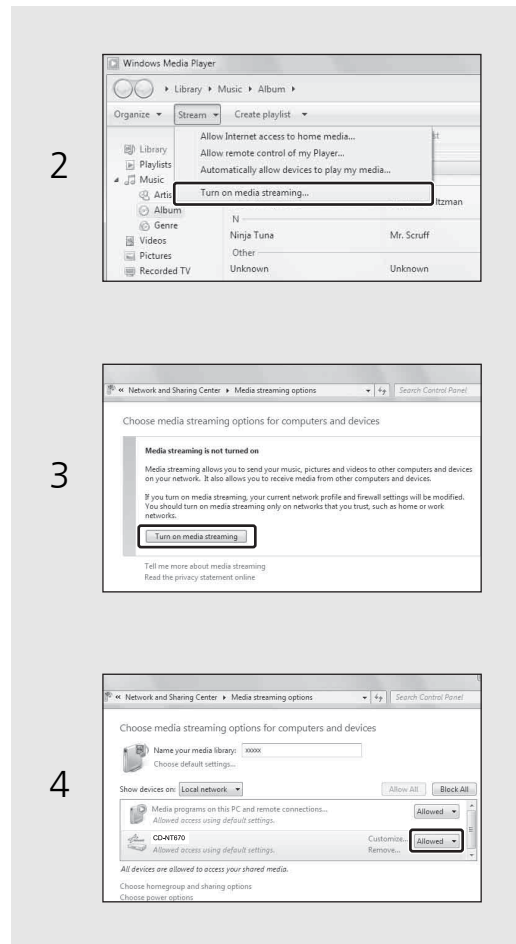 2
Windows Media Player
Library Music Album
Organize Stream Create playlist
Allow Internet access to home media...
Allow remote control of my Player...
Automatically allow devices to play my media...
Turn on media streaming...
Library
Playlists
Music
Artis
Album
Genre
Videos
Pictures
Recorded TV
ltzman
N
Ninja Tuna Mr. Scruff
Other
Unknown Unknown
3
« Network and Sharing Center Media streaming options Search Control Panel
Choose media streaming options for computers and devices
Media streaming is not turned on
Media streaming allows you to send your music, pictures and videos to other computers and devices
on your network. It also allows you to receive media from other computers and devices.
If you turn on media streaming, your current network profile and firewall settings will be modified.
You should turn on media streaming only on networks that you trust, such as home or work
networks.
Turn on media streaming
Tell me more about media streaming
Read the privacy statement online
4
« Network and Sharing Center Media streaming options Search Control Panel
Choose media streaming options for computers and devices
Name your media library: xxxxx
Choose default settings...
Show devices on: Local network Allow All Block All
Media programs on this PC and remote connections... Allowed
Allowed access using default settings.
CD-NT670 Customize... Allowed
Allowed access using default settings. Remove...
All devices are allowed to access your shared media.
Choose homegroup and sharing options
Choose power options